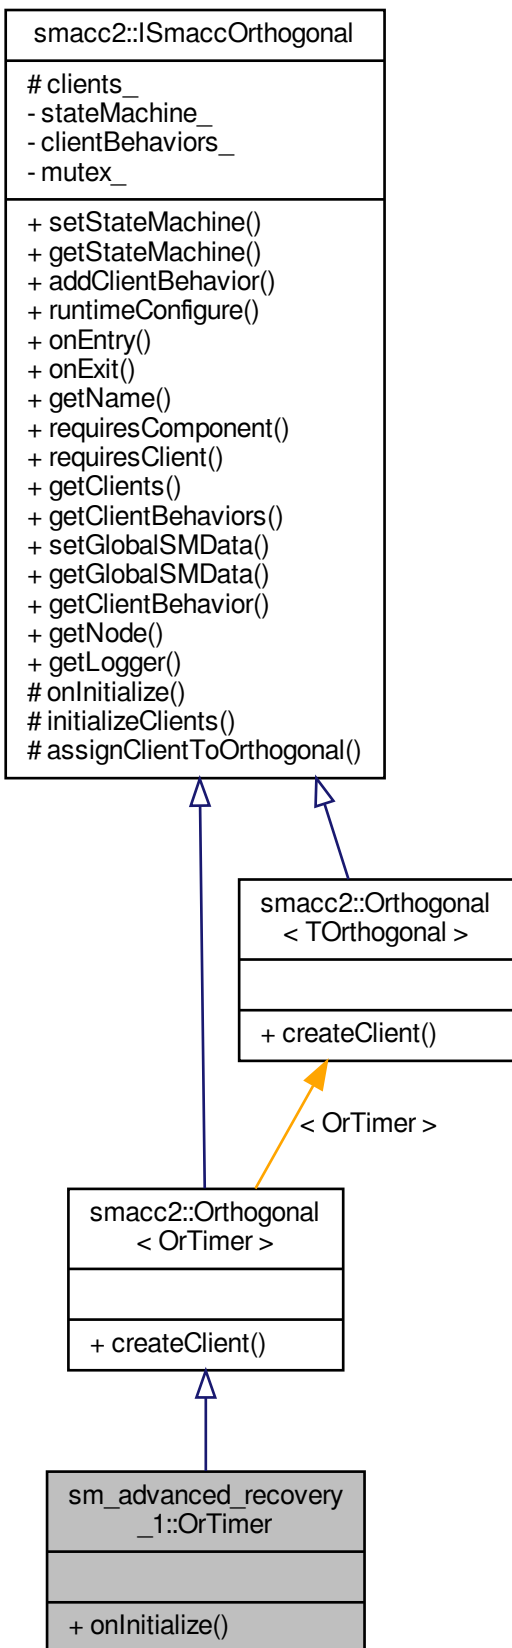 smacc2::ISmaccOrthogonal
# clients_
- stateMachine_
- clientBehaviors_
- mutex_
+ setStateMachine()
+ getStateMachine()
+ addClientBehavior()
+ runtimeConfigure()
+ onEntry()
+ onExit()
+ getName()
+ requiresComponent()
+ requiresClient()
+ getClients()
+ getClientBehaviors()
+ setGlobalSMData()
+ getGlobalSMData()
+ getClientBehavior()
+ getNode()
+ getLogger()
# onInitialize()
# initializeClients()
# assignClientToOrthogonal()
smacc2::Orthogonal
< TOrthogonal >
+ createClient()
< OrTimer >
smacc2::Orthogonal
< OrTimer >
+ createClient()
sm_advanced_recovery
_1::OrTimer
+ onInitialize()